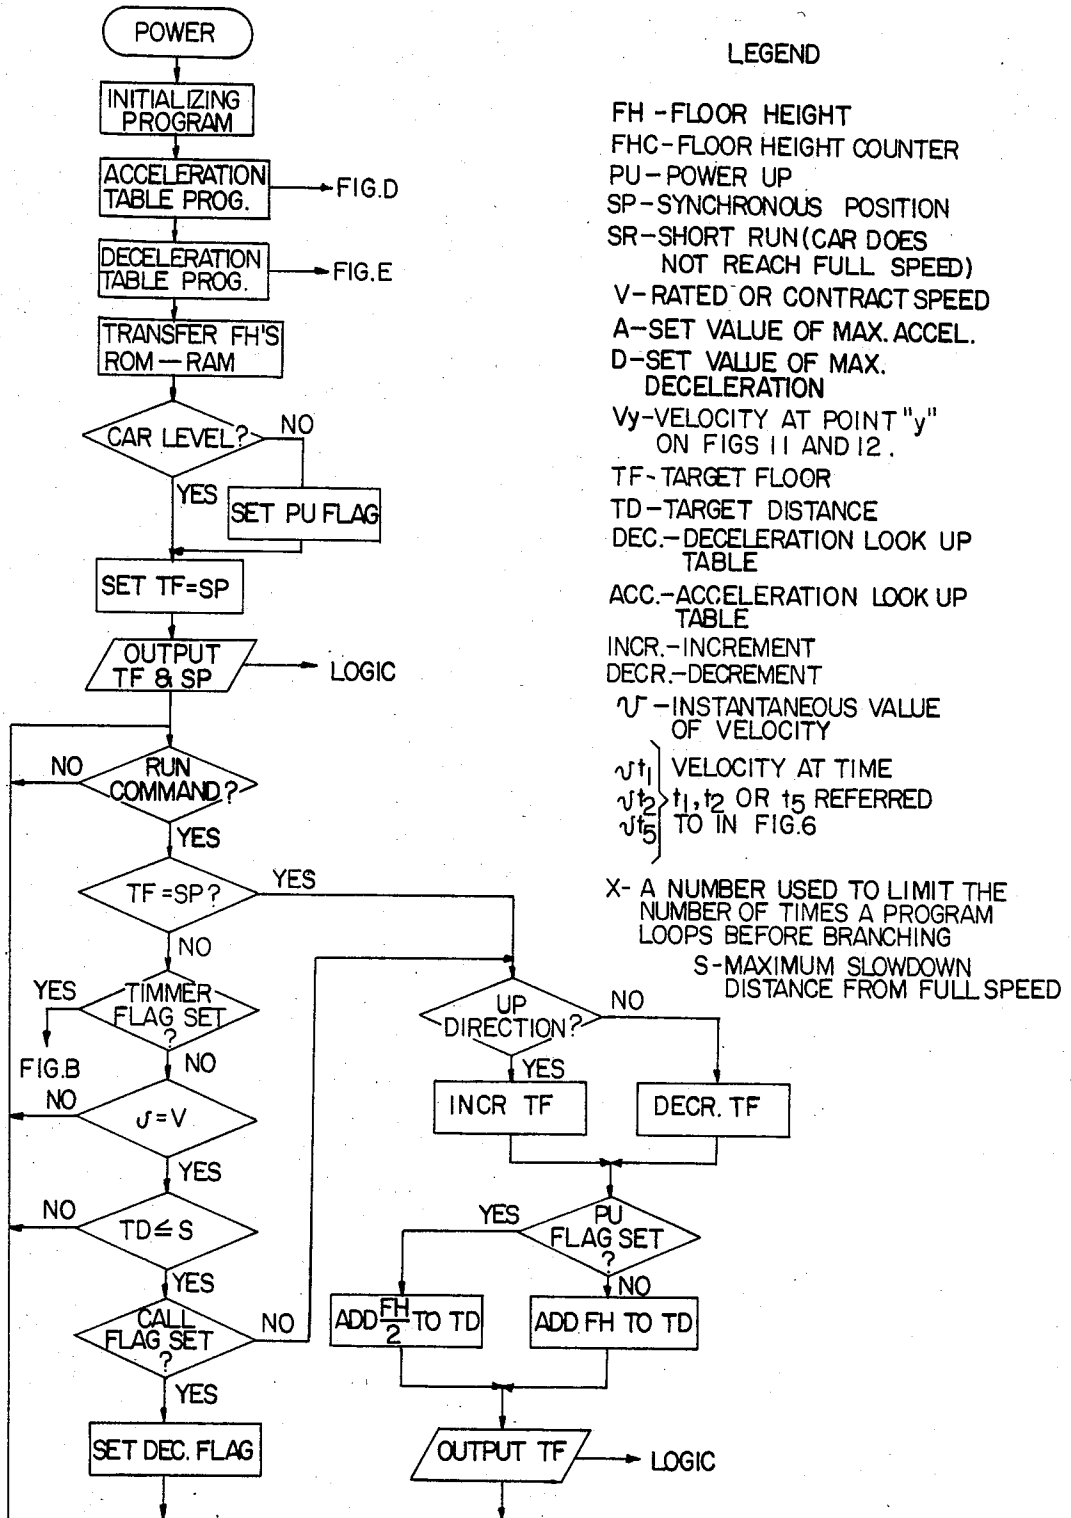 POWER
INITIALIZING
PROGRAM
ACCELERATION
TABLE PROG.
FIG.D
DECELERATION
TABLE PROG.
FIG.E
TRANSFER FH'S
ROM — RAM
CAR LEVEL?
NO
YES
SET PU FLAG
SET TF=SP
OUTPUT
TF & SP
LOGIC
RUN
COMMAND?
NO
YES
TF=SP?
YES
NO
TIMMER
FLAG SET
?
YES
FIG.B
NO
v=V
NO
YES
TD≤S
NO
YES
CALL
FLAG SET
?
NO
YES
SET DEC. FLAG
UP
DIRECTION?
NO
YES
INCR TF
DECR. TF
PU
FLAG SET
?
YES
NO
ADD FH/2 TO TD
ADD FH TO TD
OUTPUT TF
LOGIC
LEGEND
FH - FLOOR HEIGHT
FHC - FLOOR HEIGHT COUNTER
PU - POWER UP
SP - SYNCHRONOUS POSITION
SR - SHORT RUN (CAR DOES
NOT REACH FULL SPEED)
V - RATED OR CONTRACT SPEED
A - SET VALUE OF MAX. ACCEL.
D - SET VALUE OF MAX.
DECELERATION
Vy - VELOCITY AT POINT "y"
ON FIGS 11 AND 12.
TF - TARGET FLOOR
TD - TARGET DISTANCE
DEC. - DECELERATION LOOK UP
TABLE
ACC. - ACCELERATION LOOK UP
TABLE
INCR. - INCREMENT
DECR. - DECREMENT
v - INSTANTANEOUS VALUE
OF VELOCITY
vt1 VELOCITY AT TIME
vt2 t1, t2 OR t5 REFERRED
vt5 TO IN FIG.6
X - A NUMBER USED TO LIMIT THE
NUMBER OF TIMES A PROGRAM
LOOPS BEFORE BRANCHING
S - MAXIMUM SLOWDOWN
DISTANCE FROM FULL SPEED